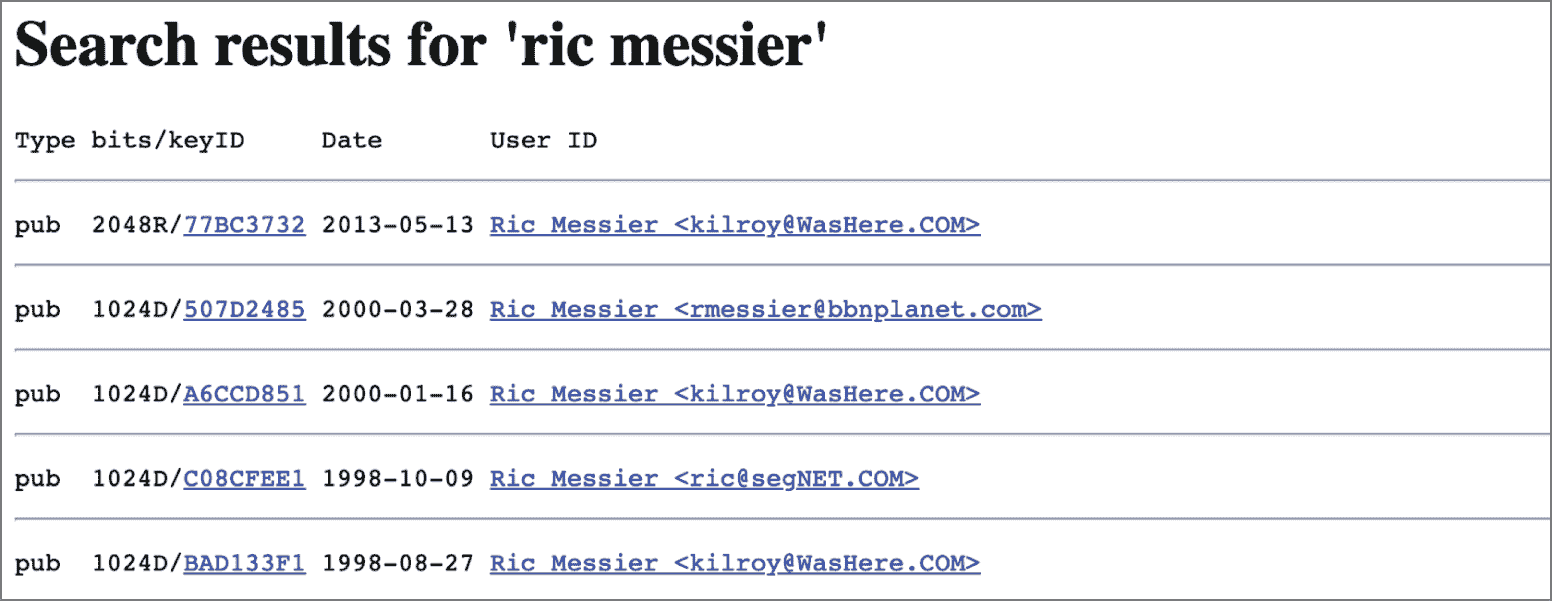 Search results for 'ric messier'
Type bits/keyID Date User ID
pub 2048R/77BC3732 2013-05-13 Ric Messier <kilroy@WasHere.COM>
pub 1024D/507D2485 2000-03-28 Ric Messier <rmessier@bbnplanet.com>
pub 1024D/A6CCD851 2000-01-16 Ric Messier <kilroy@WasHere.COM>
pub 1024D/C08CFEE1 1998-10-09 Ric Messier <ric@segNET.COM>
pub 1024D/BAD133F1 1998-08-27 Ric Messier <kilroy@WasHere.COM>